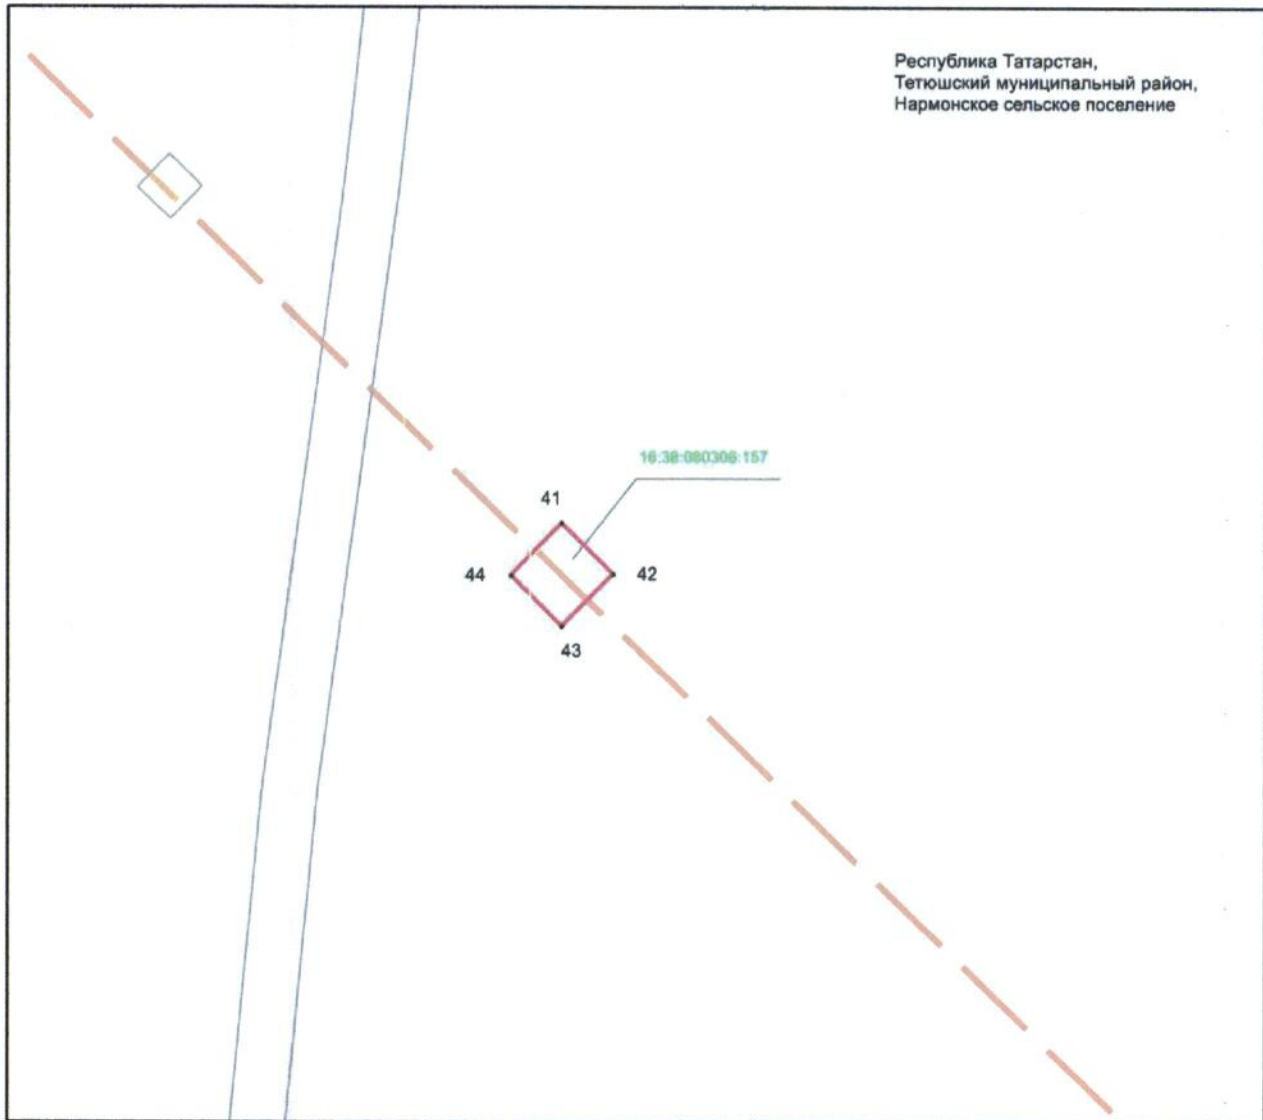 Республика Татарстан,
Тетюшский муниципальный район,
Нармонское сельское поселение
16:38:080306:157
41
44
42
43